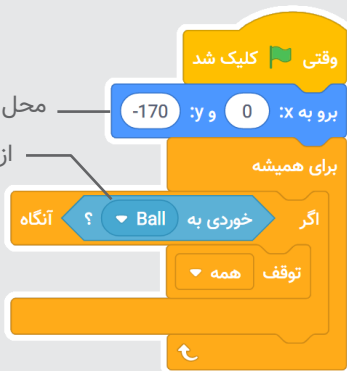 وقتی کلیک شد
برو به x: 0 و y: -170
محل
از
برای همیشه
اگر خوردی به Ball ؟ آنگاه
توقف همه